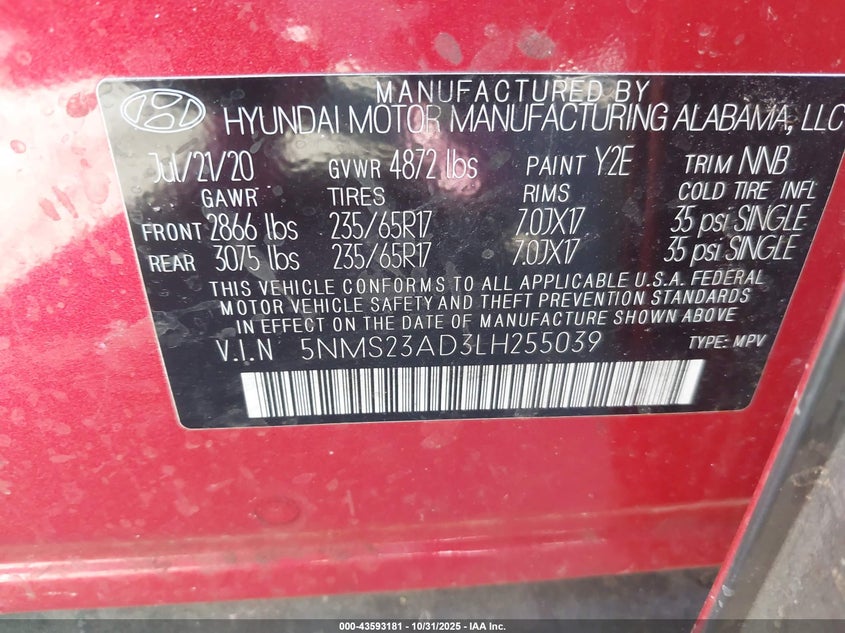 MANUFACTURED BY
HYUNDAI MOTOR MANUFACTURING ALABAMA, LLC
Jul/21/20 GVWR 4872 lbs PAINT Y2E TRIM NNB
GAWR TIRES RIMS COLD TIRE INFL
FRONT 2866 lbs 235/65R17 7.0JX17 35 psi SINGLE
REAR 3075 lbs 235/65R17 7.0JX17 35 psi SINGLE
THIS VEHICLE CONFORMS TO ALL APPLICABLE U.S.A. FEDERAL
MOTOR VEHICLE SAFETY AND THEFT PREVENTION STANDARDS
IN EFFECT ON THE DATE OF MANUFACTURE SHOWN ABOVE.
V.I.N 5NMS23AD3LH255039 TYPE: MPV
000-43593181 - 10/31/2025 - IAA Inc.